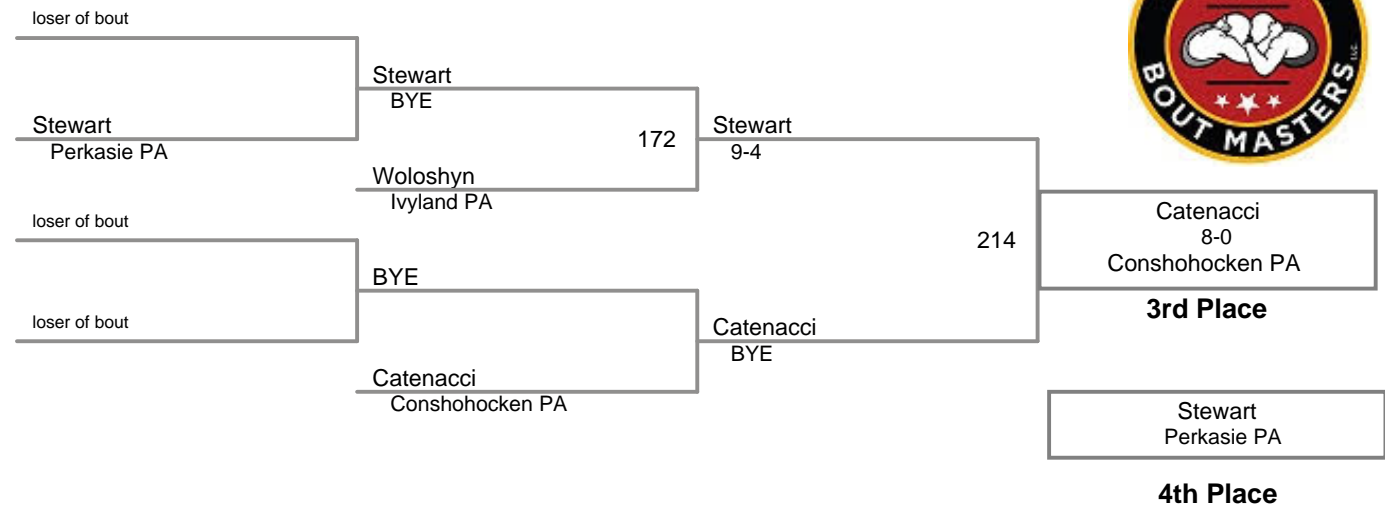 loser of bout
Stewart
BYE
Stewart
Perkasie PA
172
Stewart
9-4
Woloshyn
Ivyland PA
loser of bout
214
Catenacci
8-0
Conshohocken PA
BYE
3rd Place
loser of bout
Catenacci
BYE
Catenacci
Conshohocken PA
Stewart
Perkasie PA
4th Place
BOUT MASTERS